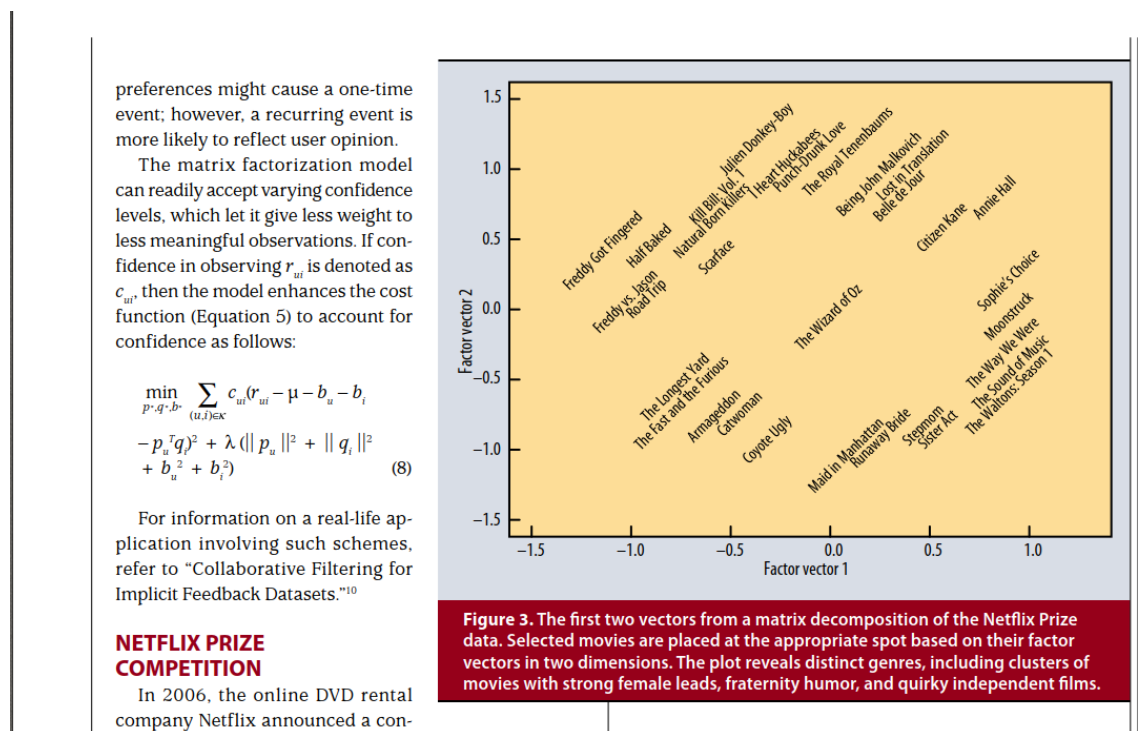 preferences might cause a one-time
event; however, a recurring event is
more likely to reflect user opinion.
The matrix factorization model
can readily accept varying confidence
levels, which let it give less weight to
less meaningful observations. If con-
fidence in observing r_ui is denoted as
c_ui, then the model enhances the cost
function (Equation 5) to account for
confidence as follows:
min p*,q*,b* ∑ (u,i)∈κ c_ui(r_ui − μ − b_u − b_i
− p_u^T q_i)² + λ (|| p_u ||² + || q_i ||²
+ b_u² + b_i²) (8)
For information on a real-life ap-
plication involving such schemes,
refer to “Collaborative Filtering for
Implicit Feedback Datasets.”¹⁰
NETFLIX PRIZE
COMPETITION
In 2006, the online DVD rental
company Netflix announced a con-
1.5
1.0
0.5
0.0
−0.5
−1.0
−1.5
Factor vector 2
Freddy Got Fingered
Half Baked
Freddy vs. Jason
Road Trip
Kill Bill: Vol. 1
Natural Born Killers
Scarface
Julien Donkey-Boy
I Heart Huckabees
Punch-Drunk Love
The Royal Tenenbaums
Being John Malkovich
Lost in Translation
Belle de Jour
Citizen Kane
Annie Hall
The Wizard of Oz
Sophie's Choice
Moonstruck
The Way We Were
The Sound of Music
The Waltons: Season 1
The Longest Yard
The Fast and the Furious
Armageddon
Catwoman
Coyote Ugly
Maid in Manhattan
Runaway Bride
Stepmom
Sister Act
−1.5
−1.0
−0.5
0.0
0.5
1.0
Factor vector 1
Figure 3. The first two vectors from a matrix decomposition of the Netflix Prize
data. Selected movies are placed at the appropriate spot based on their factor
vectors in two dimensions. The plot reveals distinct genres, including clusters of
movies with strong female leads, fraternity humor, and quirky independent films.